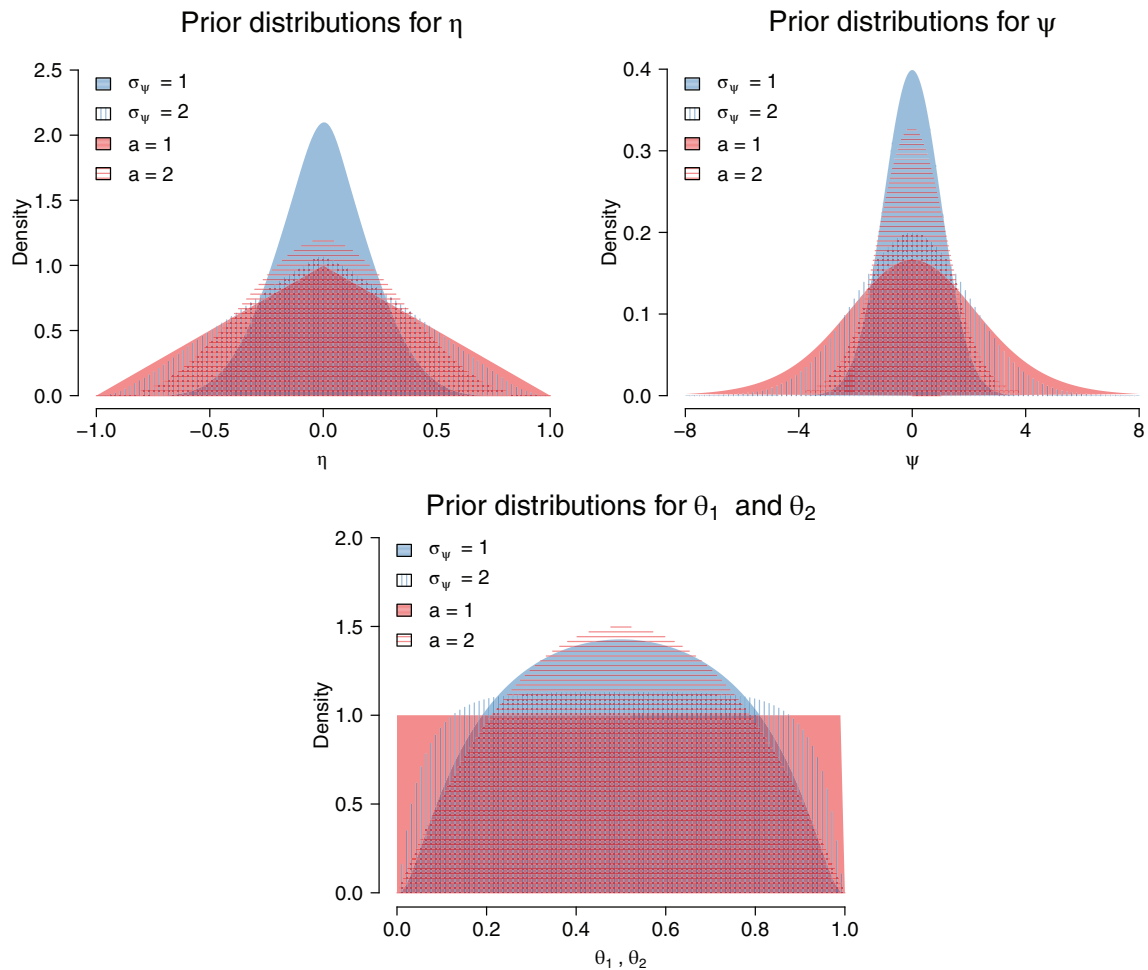 Prior distributions for η
2.5
2.0
1.5
1.0
0.5
0.0
Density
σψ = 1
σψ = 2
a = 1
a = 2
−1.0 −0.5 0.0 0.5 1.0
η
Prior distributions for ψ
0.4
0.3
0.2
0.1
0.0
Density
σψ = 1
σψ = 2
a = 1
a = 2
−8 −4 0 4 8
ψ
Prior distributions for θ1 and θ2
2.0
1.5
1.0
0.5
0.0
Density
σψ = 1
σψ = 2
a = 1
a = 2
0.0 0.2 0.4 0.6 0.8 1.0
θ1 , θ2